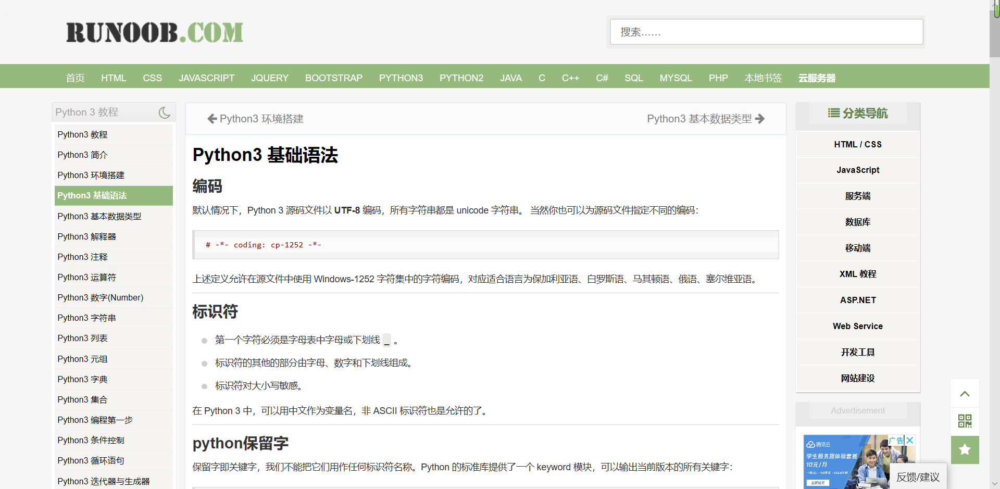 RUNOOB.COM
搜索……
首页 HTML CSS JAVASCRIPT JQUERY BOOTSTRAP PYTHON3 PYTHON2 JAVA C C++ C# SQL MYSQL PHP 本地书签 云服务器
Python 3 教程
Python3 教程
Python3 简介
Python3 环境搭建
Python3 基础语法
Python3 基本数据类型
Python3 解释器
Python3 注释
Python3 运算符
Python3 数字(Number)
Python3 字符串
Python3 列表
Python3 元组
Python3 字典
Python3 集合
Python3 编程第一步
Python3 条件控制
Python3 循环语句
Python3 迭代器与生成器
Python3 环境搭建
Python3 基本数据类型
Python3 基础语法
编码
默认情况下，Python 3 源码文件以 UTF-8 编码，所有字符串都是 unicode 字符串。 当然你也可以为源码文件指定不同的编码：
# -*- coding: cp-1252 -*-
上述定义允许在源文件中使用 Windows-1252 字符集中的字符编码，对应适合语言为保加利亚语、白罗斯语、马其顿语、俄语、塞尔维亚语。
标识符
第一个字符必须是字母表中字母或下划线 _ 。
标识符的其他的部分由字母、数字和下划线组成。
标识符对大小写敏感。
在 Python 3 中，可以用中文作为变量名，非 ASCII 标识符也是允许的了。
python保留字
保留字即关键字，我们不能把它们用作任何标识符名称。Python 的标准库提供了一个 keyword 模块，可以输出当前版本的所有关键字：
分类导航
HTML / CSS
JavaScript
服务端
数据库
移动端
XML 教程
ASP.NET
Web Service
开发工具
网站建设
Advertisement
广告
腾讯云
学生服务器体验套餐
10元/月
立即购买
反馈/建议